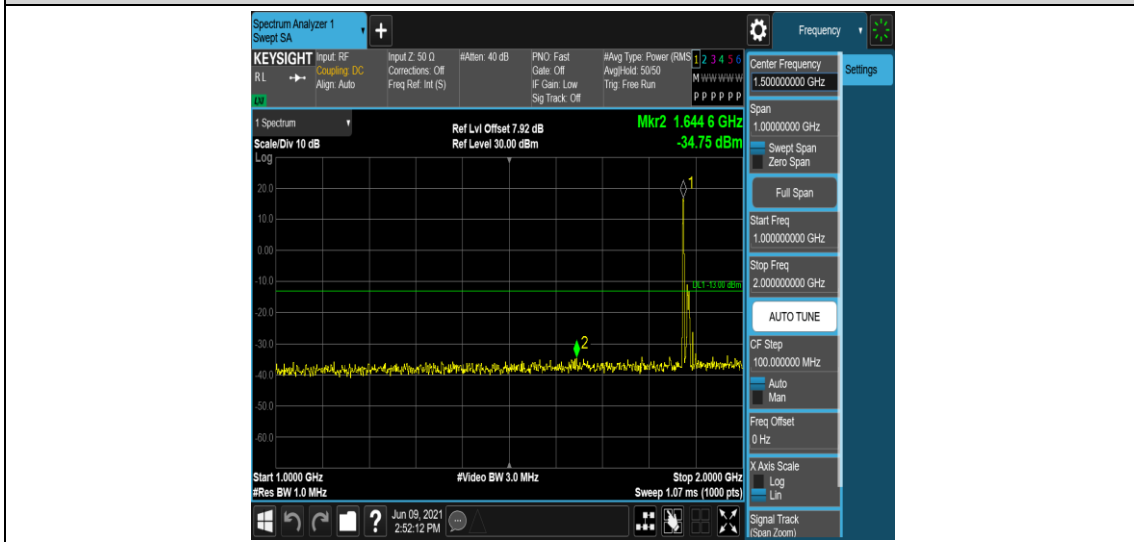 Spectrum Analyzer 1
Swept SA
+
Frequency
KEYSIGHT
RL
LXI
Input: RF
Coupling: DC
Align: Auto
Input Z: 50 Ω
Corrections: Off
Freq Ref: Int (S)
#Atten: 40 dB
PNO: Fast
Gate: Off
IF Gain: Low
Sig Track: Off
#Avg Type: Power (RMS
Avg|Hold: 50/50
Trig: Free Run
1 2 3 4 5 6
M W W W W W
P P P P P P
1 Spectrum
Scale/Div 10 dB
Log
Ref Lvl Offset 7.92 dB
Ref Level 30.00 dBm
Mkr2 1.644 6 GHz
-34.75 dBm
20.0
10.0
0.00
-10.0
-20.0
-30.0
-40.0
-50.0
-60.0
1
DL1 -13.00 dBm
2
Start 1.0000 GHz
#Res BW 1.0 MHz
#Video BW 3.0 MHz
Stop 2.0000 GHz
Sweep 1.07 ms (1000 pts)
Center Frequency
1.50000000 GHz
Settings
Span
1.00000000 GHz
Swept Span
Zero Span
Full Span
Start Freq
1.000000000 GHz
Stop Freq
2.000000000 GHz
AUTO TUNE
CF Step
100.000000 MHz
Auto
Man
Freq Offset
0 Hz
X Axis Scale
Log
Lin
Signal Track
(Span Zoom)
?
Jun 09, 2021
2:52:12 PM